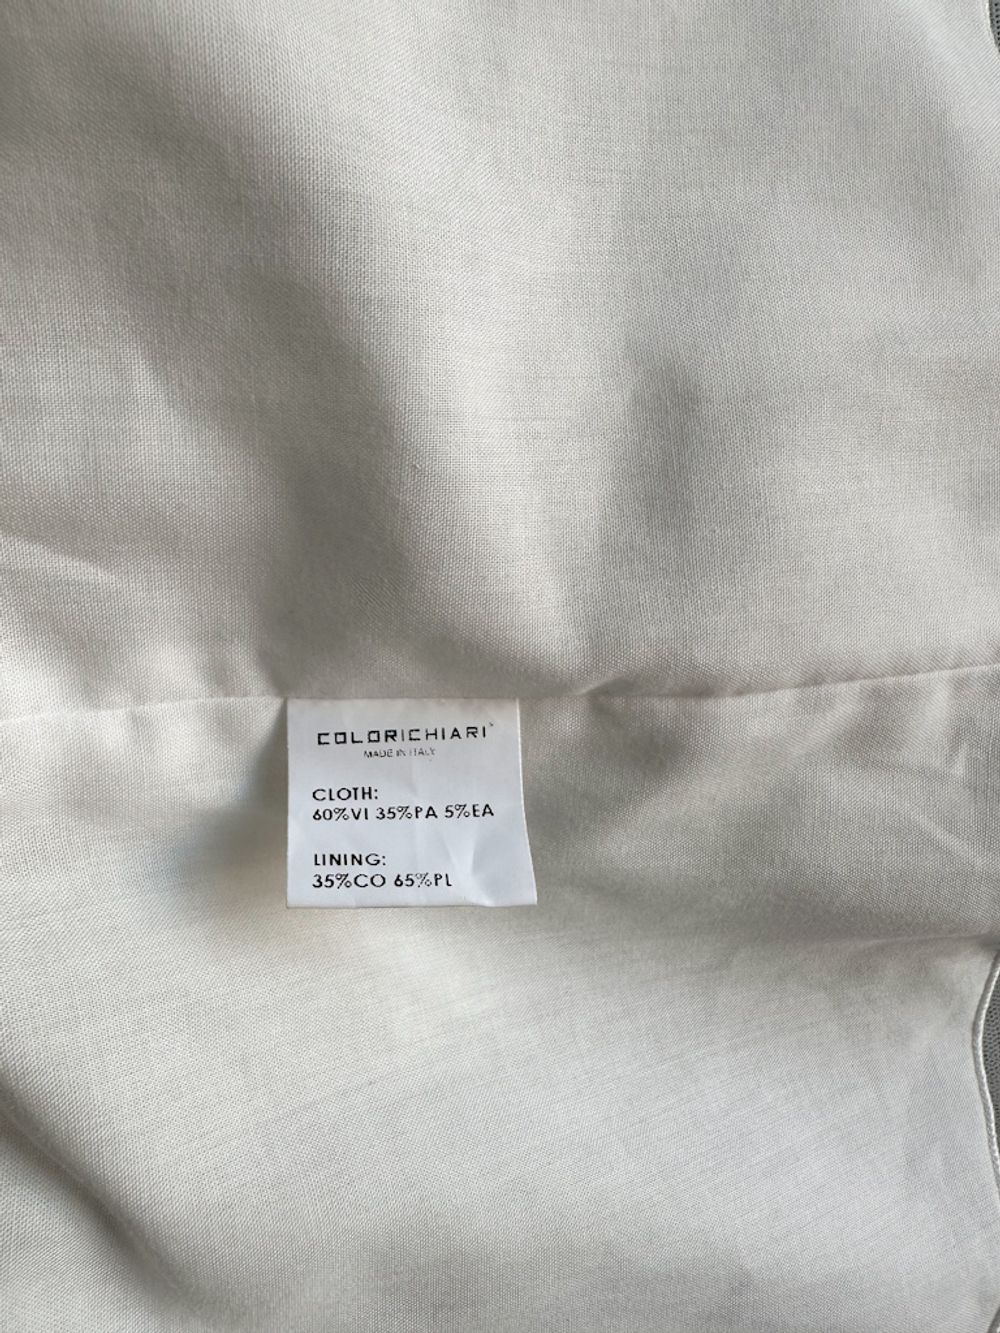 COLORICHIARI
MADE IN ITALY
CLOTH:
60%VI 35%PA 5%EA
LINING:
35%CO 65%PL